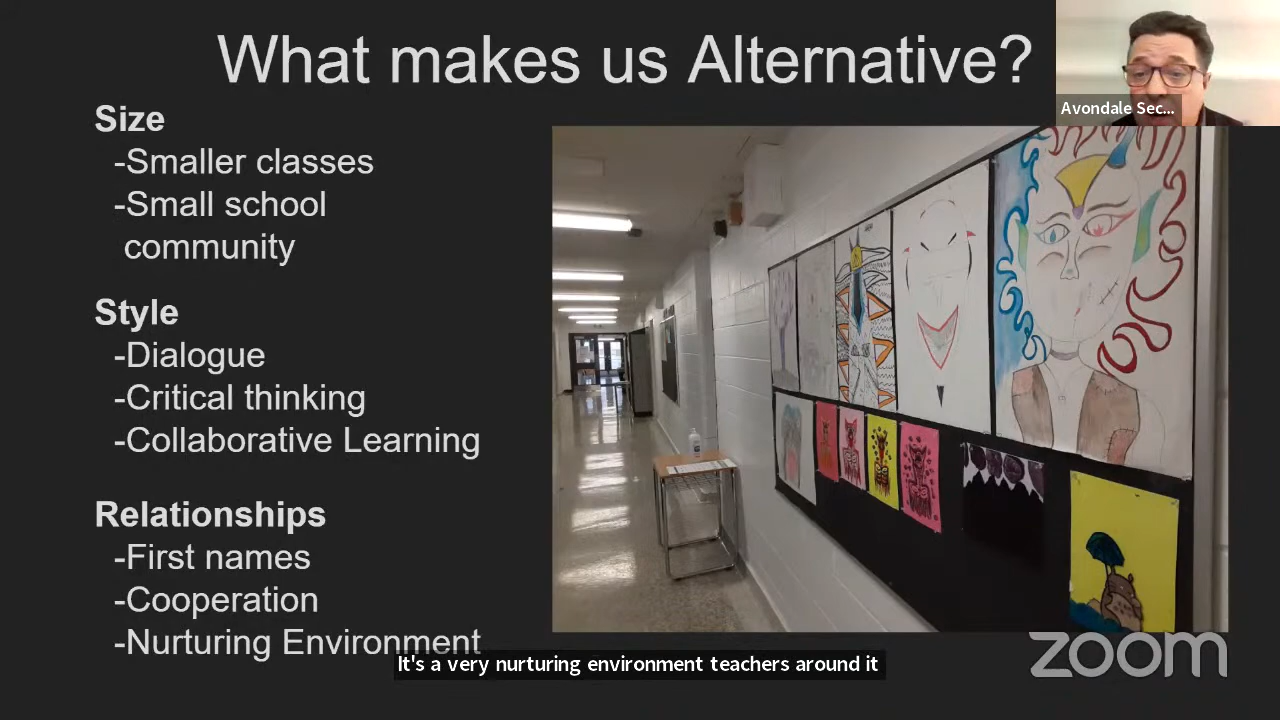 What makes us Alternative?
Avondale Sec...
Size
-Smaller classes
-Small school
community
Style
-Dialogue
-Critical thinking
-Collaborative Learning
Relationships
-First names
-Cooperation
-Nurturing Environment
It's a very nurturing environment teachers around it
zoom